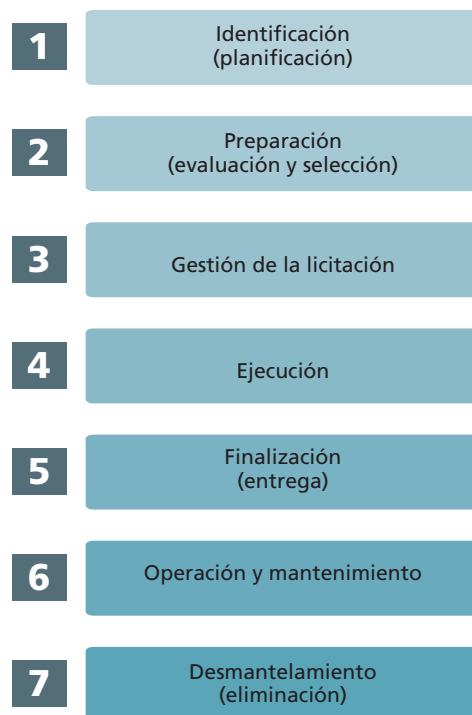 1
Identificación
(planificación)
2
Preparación
(evaluación y selección)
3
Gestión de la licitación
4
Ejecución
5
Finalización
(entrega)
6
Operación y mantenimiento
7
Desmantelamiento
(eliminación)